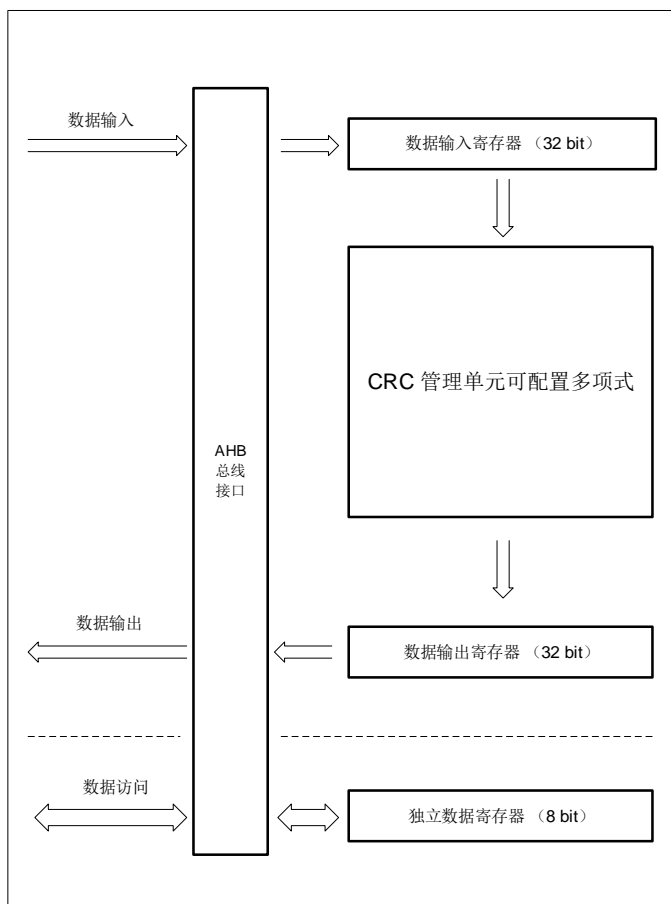 数据输入
数据输入寄存器 （32 bit）
CRC 管理单元可配置多项式
AHB
总线
接口
数据输出
数据输出寄存器 （32 bit）
数据访问
独立数据寄存器 （8 bit）